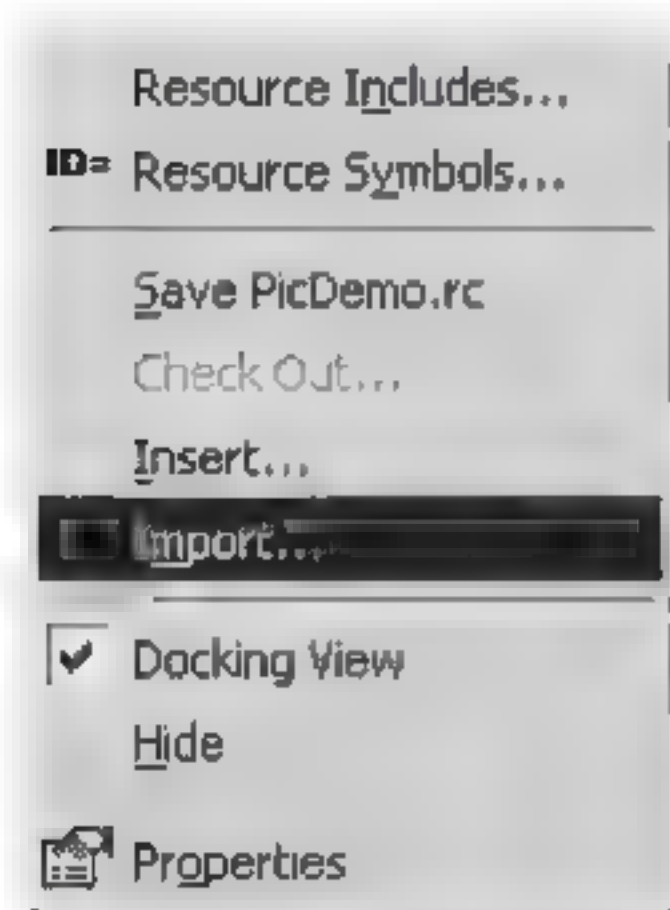 Resource Includes...
ID= Resource Symbols...
Save PicDemo.rc
Check Out...
Insert...
Import...
Docking View
Hide
Properties